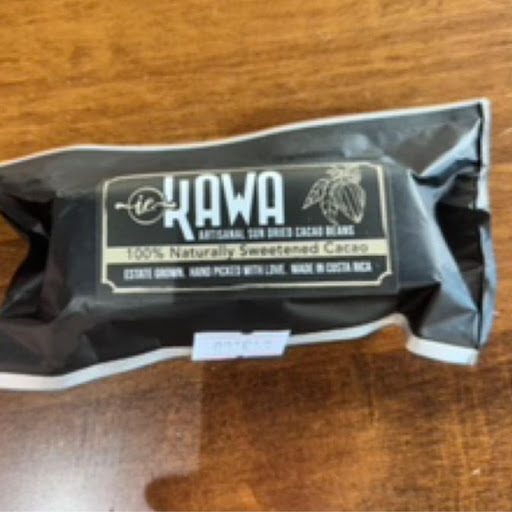 ie KAWA
ARTISANAL SUN DRIED CACAO BEANS
100% Naturally Sweetened Cacao
ESTATE GROWN. HAND PICKED WITH LOVE. MADE IN COSTA RICA